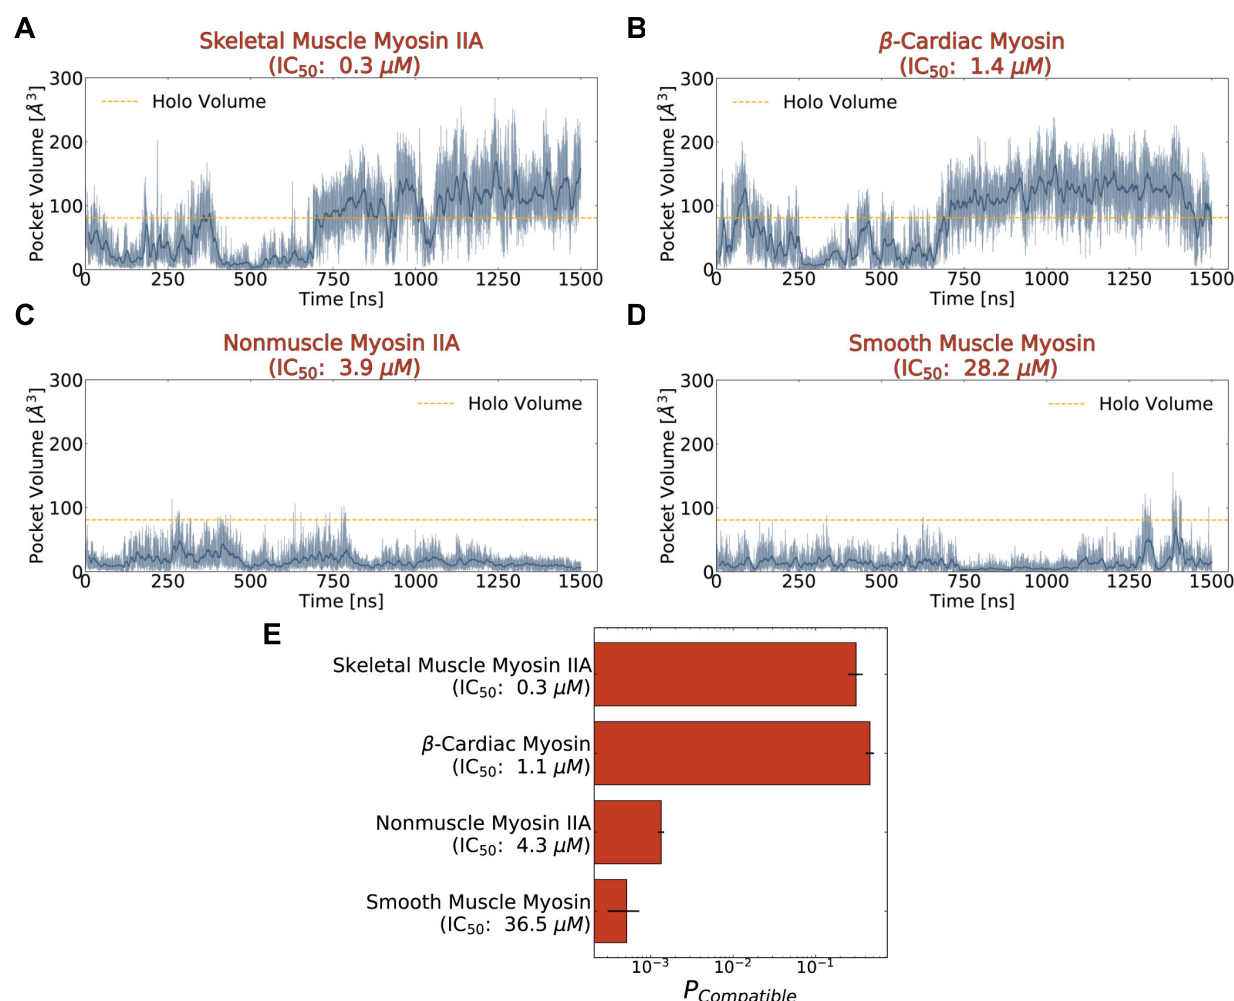 A
Skeletal Muscle Myosin IIA
(IC₅₀: 0.3 μM)
Pocket Volume [Å³]
300
200
100
0
Holo Volume
0 250 500 750 1000 1250 1500
Time [ns]
B
β-Cardiac Myosin
(IC₅₀: 1.4 μM)
Pocket Volume [Å³]
300
200
100
0
Holo Volume
0 250 500 750 1000 1250 1500
Time [ns]
C
Nonmuscle Myosin IIA
(IC₅₀: 3.9 μM)
Pocket Volume [Å³]
300
200
100
0
Holo Volume
0 250 500 750 1000 1250 1500
Time [ns]
D
Smooth Muscle Myosin
(IC₅₀: 28.2 μM)
Pocket Volume [Å³]
300
200
100
0
Holo Volume
0 250 500 750 1000 1250 1500
Time [ns]
E
Skeletal Muscle Myosin IIA
(IC₅₀: 0.3 μM)
β-Cardiac Myosin
(IC₅₀: 1.1 μM)
Nonmuscle Myosin IIA
(IC₅₀: 4.3 μM)
Smooth Muscle Myosin
(IC₅₀: 36.5 μM)
10⁻³ 10⁻² 10⁻¹
P_Compatible